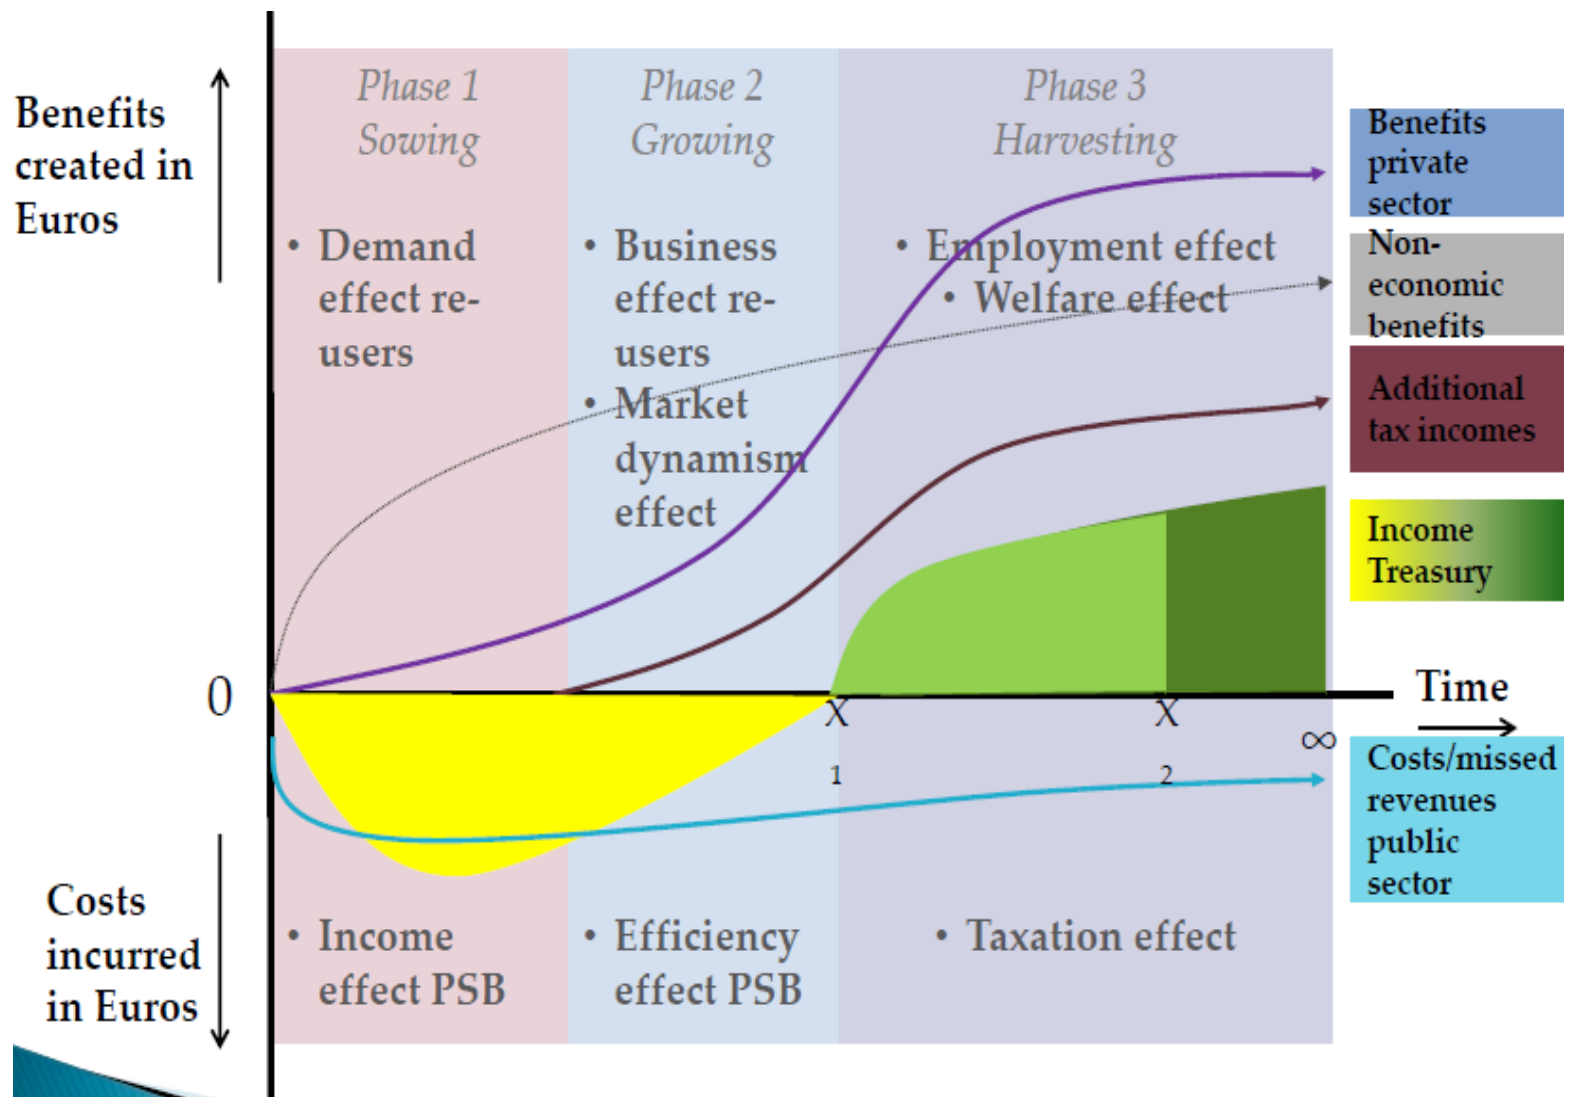 Phase 1
Sowing
Phase 2
Growing
Phase 3
Harvesting
Benefits
created in
Euros
• Demand
effect re-
users
• Business
effect re-
users
• Market
dynamism
effect
• Employment effect
• Welfare effect
Benefits
private
sector
Non-
economic
benefits
Additional
tax incomes
Income
Treasury
0
X
1
X
2
∞
Time
Costs/missed
revenues
public
sector
Costs
incurred
in Euros
• Income
effect PSB
• Efficiency
effect PSB
• Taxation effect